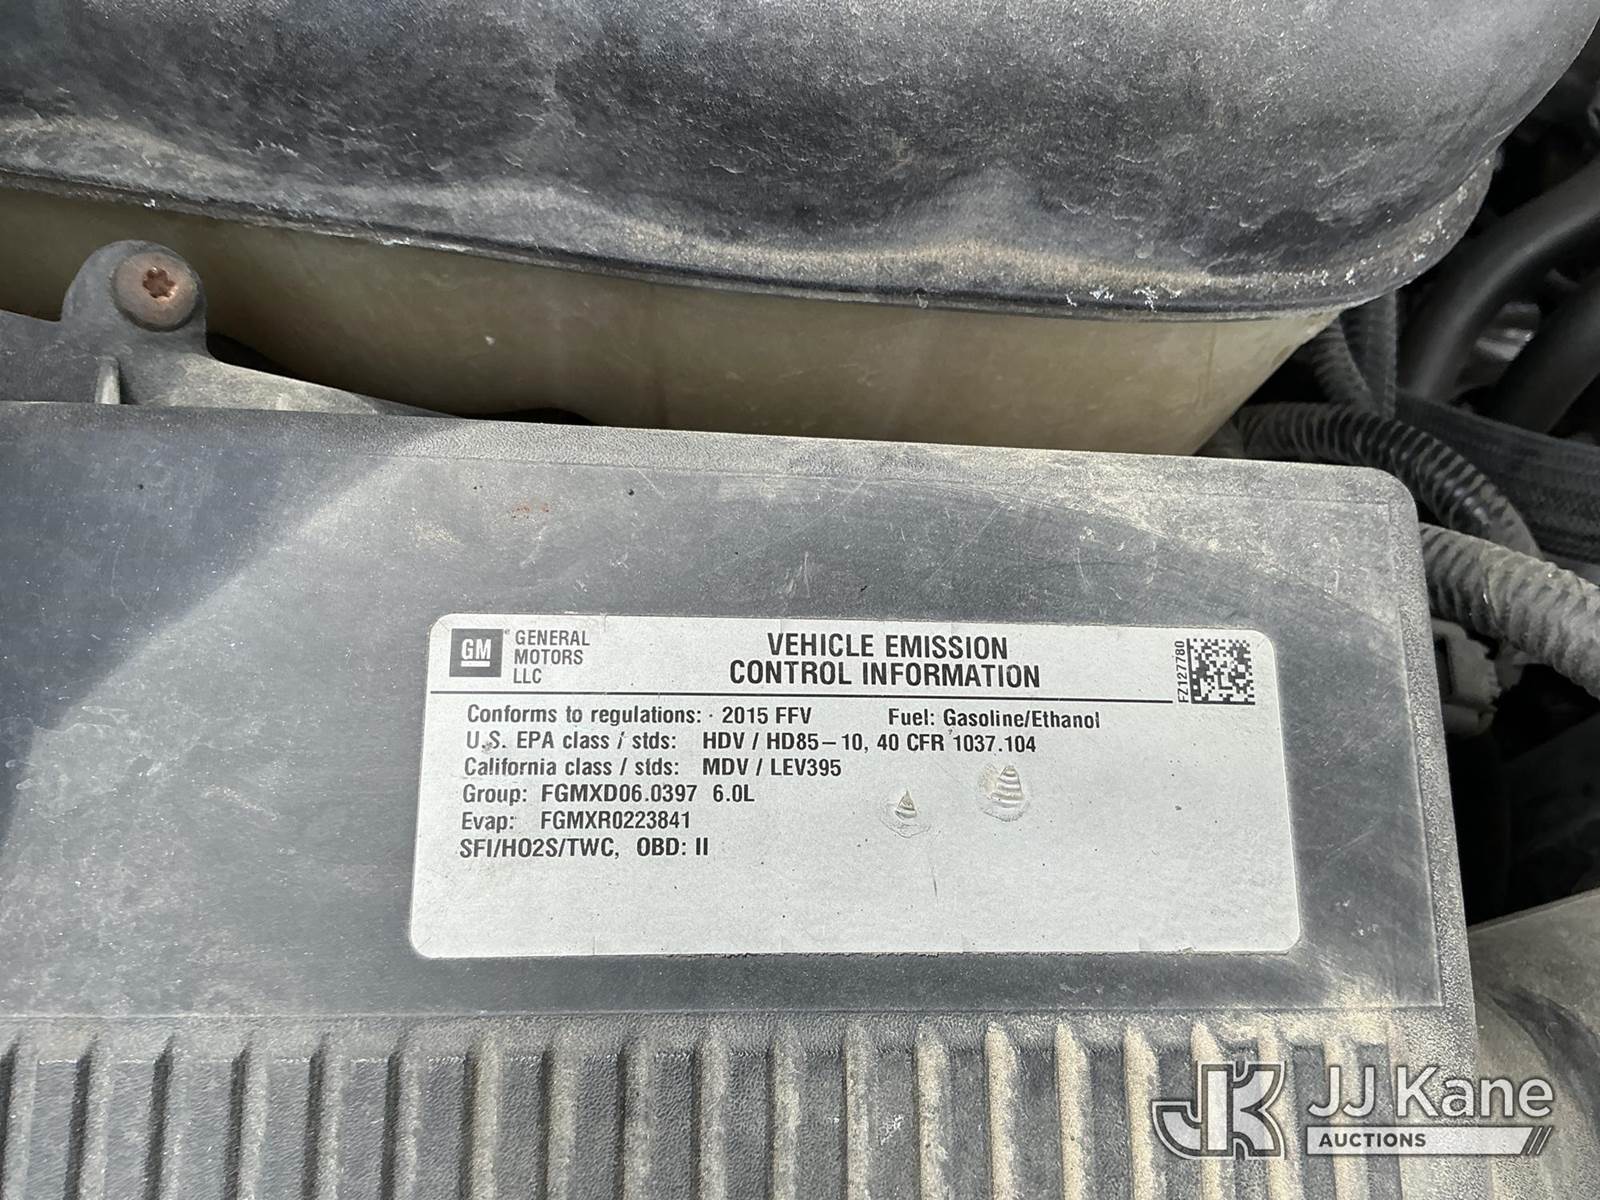 GM
GENERAL
MOTORS
LLC
VEHICLE EMISSION
CONTROL INFORMATION
FZ127780
Conforms to regulations: 2015 FFV Fuel: Gasoline/Ethanol
U.S. EPA class / stds: HDV / HD85–10, 40 CFR 1037.104
California class / stds: MDV / LEV395
Group: FGMXD06.0397 6.0L
Evap: FGMXR0223841
SFI/HO2S/TWC, OBD: II
JK JJ Kane
AUCTIONS